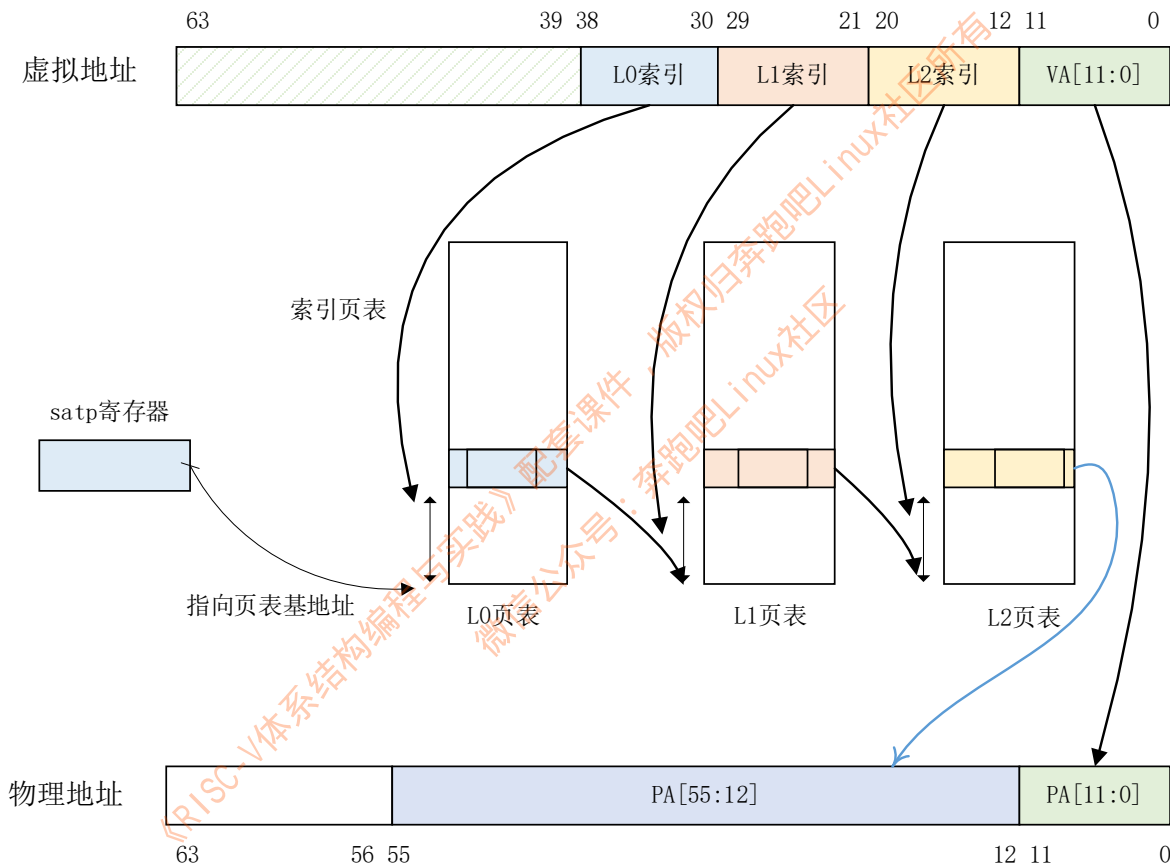 63 39 38 30 29 21 20 12 11 0
虚拟地址 L0索引 L1索引 L2索引 VA[11:0]
索引页表
satp寄存器
指向页表基地址
L0页表 L1页表 L2页表
物理地址 PA[55:12] PA[11:0]
63 56 55 12 11 0
《RISC-V体系结构编程与实践》配套课件，版权归奔跑吧Linux社区所有
微信公众号：奔跑吧Linux社区